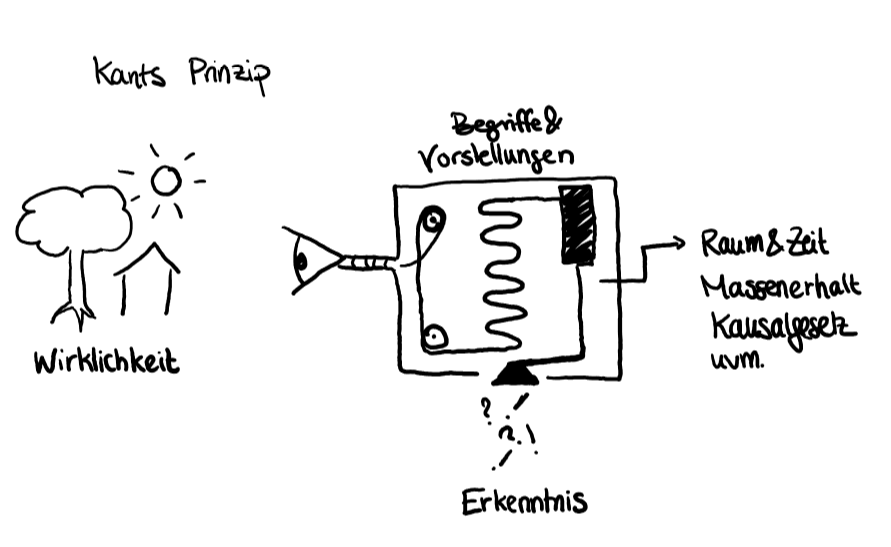 Kants Prinzip
Begriffe &
Vorstellungen
Raum & Zeit
Massenerhalt
Kausalgesetz
uvm.
Wirklichkeit
? 
?!
Erkenntnis